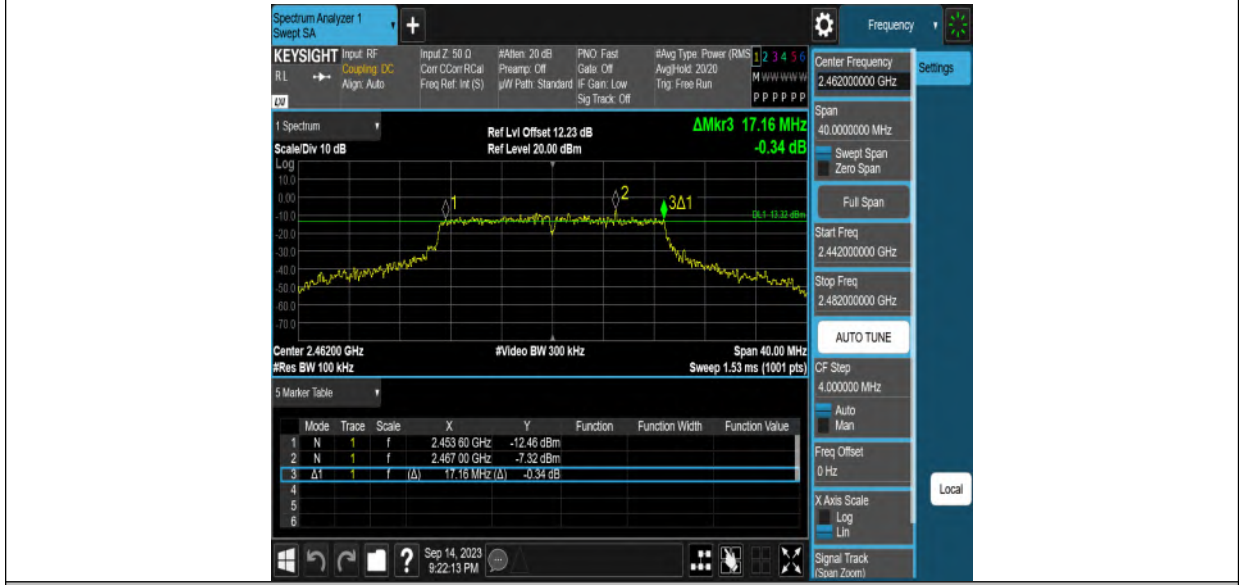 Spectrum Analyzer 1
Swept SA
+
Frequency
KEYSIGHT Input: RF
RL
Coupling: DC
Align: Auto
LXI
Input Z: 50 Ω
Corr CCorr RCal
Freq Ref: Int (S)
#Atten: 20 dB
Preamp: Off
µW Path: Standard
PNO: Fast
Gate: Off
IF Gain: Low
Sig Track: Off
#Avg Type: Power (RMS
Avg|Hold: 20/20
Trig: Free Run
1 2 3 4 5 6
M W W W W W
P P P P P P
1 Spectrum
Scale/Div 10 dB
Ref Lvl Offset 12.23 dB
Ref Level 20.00 dBm
ΔMkr3 17.16 MHz
-0.34 dB
Log
10.0
0.00
-10.0
-20.0
-30.0
-40.0
-50.0
-60.0
-70.0
1
2
3Δ1
DL1 -13.32 dBm
Center 2.46200 GHz
#Video BW 300 kHz
Span 40.00 MHz
#Res BW 100 kHz
Sweep 1.53 ms (1001 pts)
5 Marker Table
Mode Trace Scale X Y Function Function Width Function Value
1 N 1 f 2.453 60 GHz -12.46 dBm
2 N 1 f 2.467 00 GHz -7.32 dBm
3 Δ1 1 f (Δ) 17.16 MHz (Δ) -0.34 dB
4
5
6
?
Sep 14, 2023
9:22:13 PM
Center Frequency
2.462000000 GHz
Span
40.0000000 MHz
Swept Span
Zero Span
Full Span
Start Freq
2.442000000 GHz
Stop Freq
2.482000000 GHz
AUTO TUNE
CF Step
4.000000 MHz
Auto
Man
Freq Offset
0 Hz
X Axis Scale
Log
Lin
Signal Track
(Span Zoom)
Settings
Local